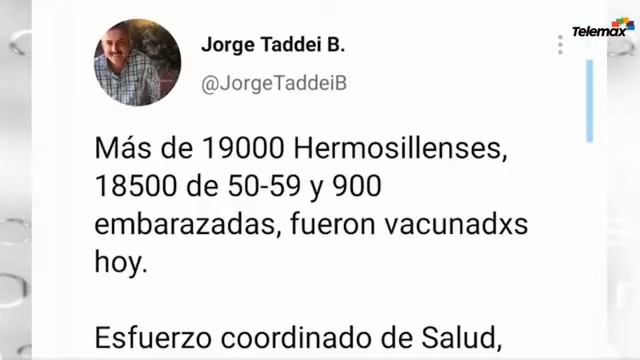 Telemax
Jorge Taddei B.
@JorgeTaddeiB
Más de 19000 Hermosillenses,
18500 de 50-59 y 900
embarazadas, fueron vacunadxs
hoy.
Esfuerzo coordinado de Salud,